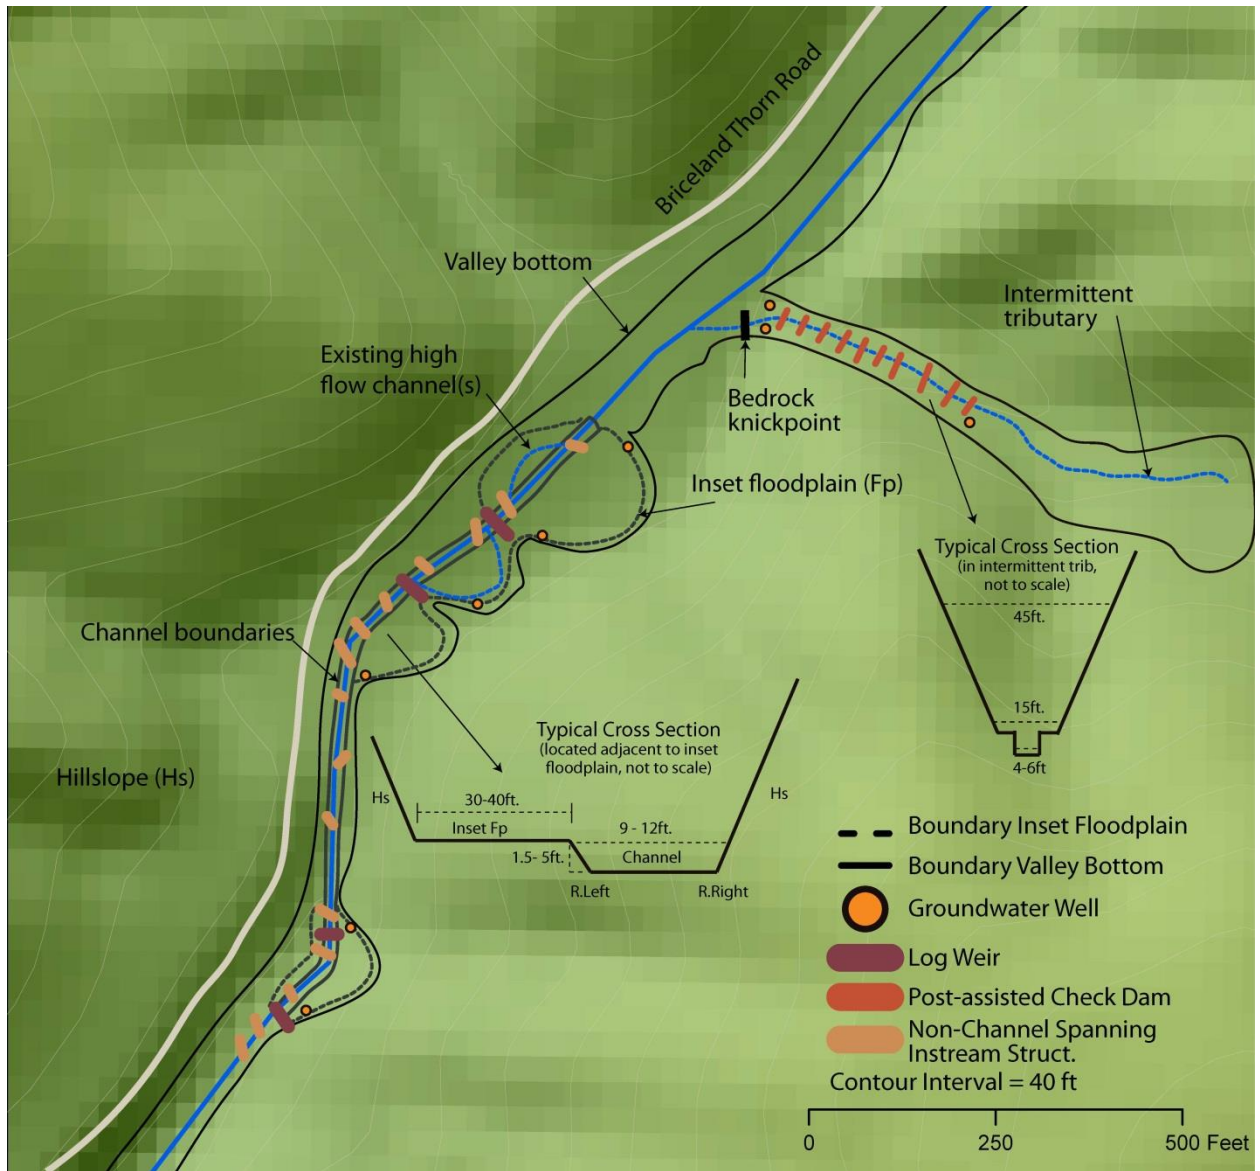 Briceland Thorn Road
Valley bottom
Intermittent
tributary
Existing high
flow channel(s)
Bedrock
knickpoint
Inset floodplain (Fp)
Typical Cross Section
(in intermittent trib,
not to scale)
45ft.
15ft.
4-6ft
Channel boundaries
Hillslope (Hs)
Typical Cross Section
(located adjacent to inset
floodplain, not to scale)
Hs
Hs
30-40ft.
Inset Fp
9 - 12ft.
1.5- 5ft.
Channel
R.Left
R.Right
Boundary Inset Floodplain
Boundary Valley Bottom
Groundwater Well
Log Weir
Post-assisted Check Dam
Non-Channel Spanning
Instream Struct.
Contour Interval = 40 ft
0 250 500 Feet